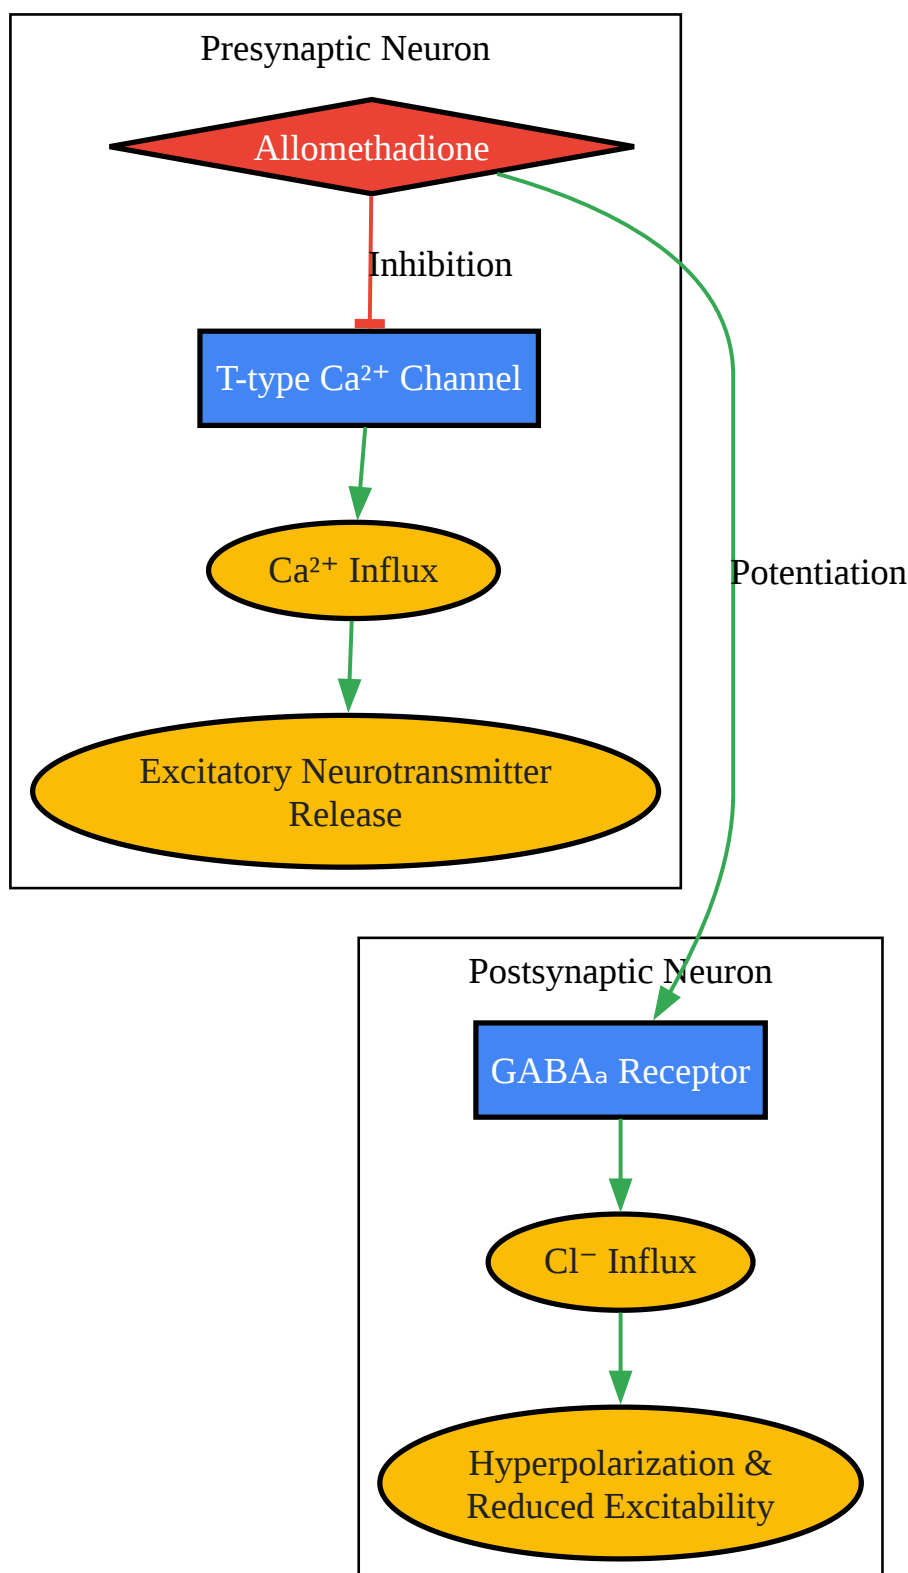 Presynaptic Neuron
Allomethadione
Inhibition
T-type Ca²⁺ Channel
Ca²⁺ Influx
Excitatory Neurotransmitter
Release
Potentiation
Postsynaptic Neuron
GABAₐ Receptor
Cl⁻ Influx
Hyperpolarization &
Reduced Excitability